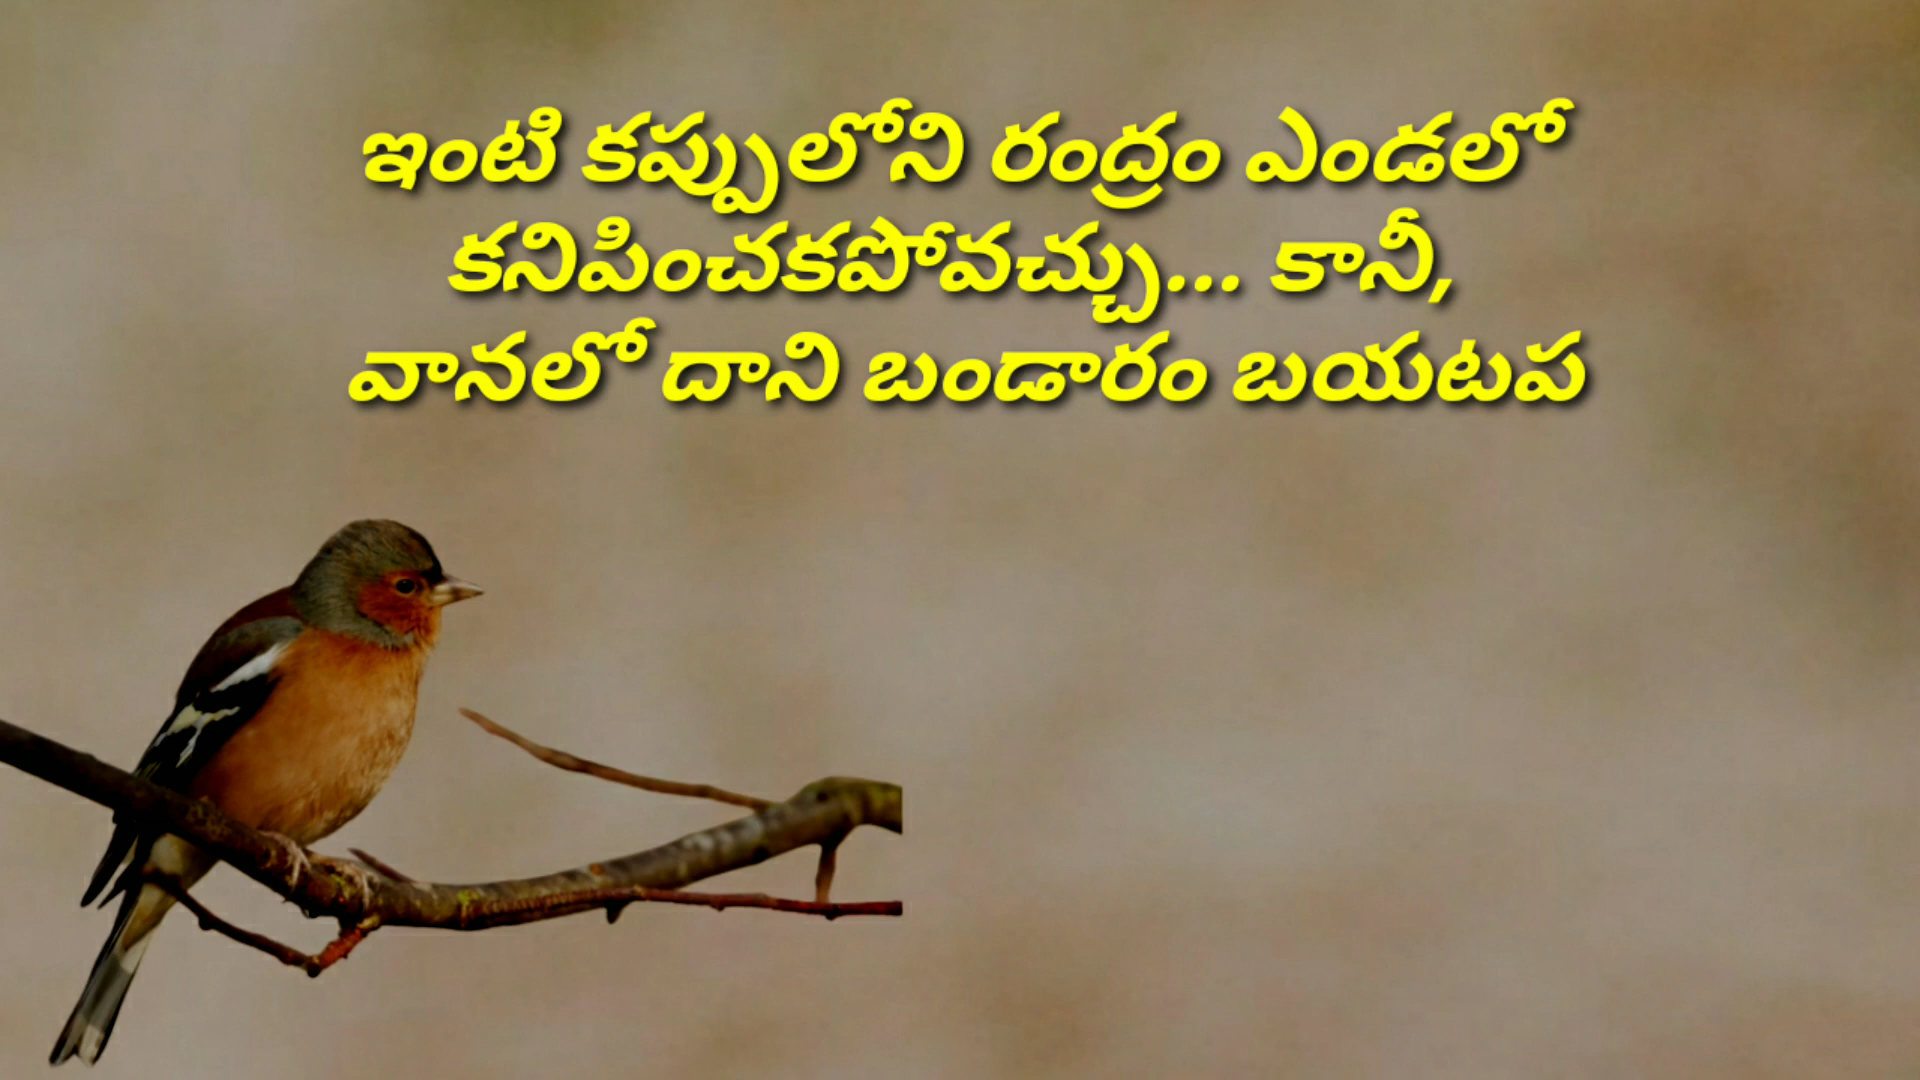 ఇంటి కప్పులోని రంద్రం ఎండలో
కనిపించకపోవచ్చు... కానీ,
వానలో దాని బండారం బయటప